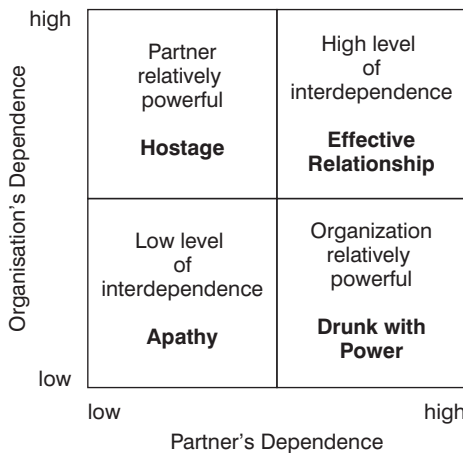 high
Organisation's Dependence
Partner
relatively
powerful
Hostage
High level
of
interdependence
Effective
Relationship
Low level
of
interdependence
Apathy
Organization
relatively
powerful
Drunk with
Power
low
low
high
Partner's Dependence